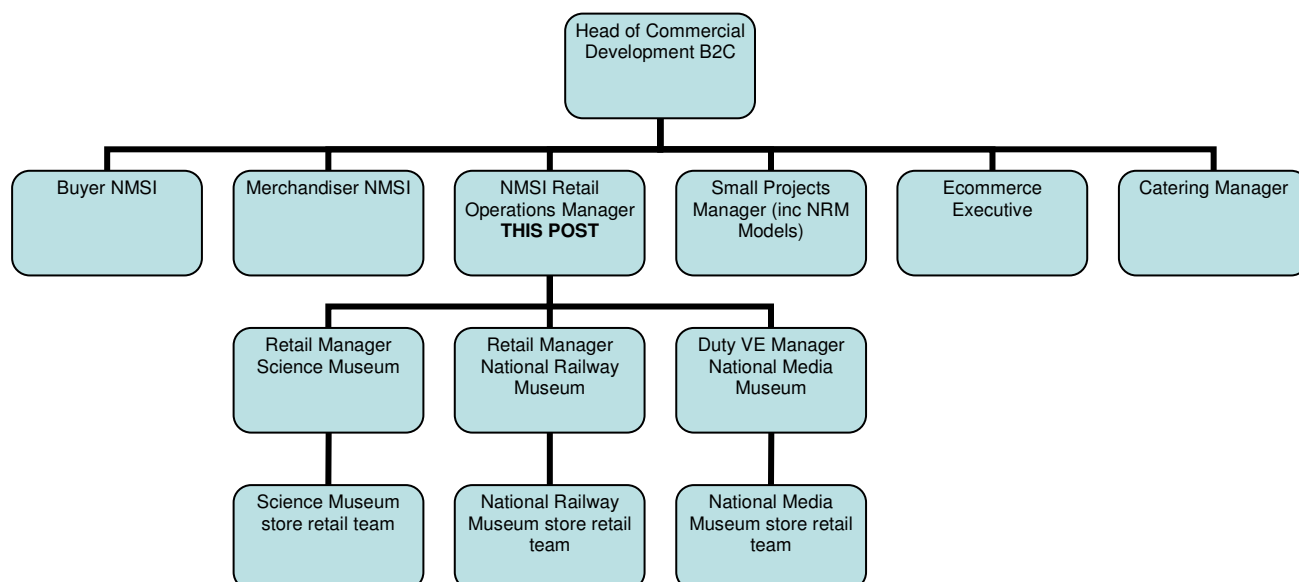 Head of Commercial
Development B2C
Buyer NMSI
Merchandiser NMSI
NMSI Retail
Operations Manager
THIS POST
Small Projects
Manager (inc NRM
Models)
Ecommerce
Executive
Catering Manager
Retail Manager
Science Museum
Retail Manager
National Railway
Museum
Duty VE Manager
National Media
Museum
Science Museum
store retail team
National Railway
Museum store retail
team
National Media
Museum store retail
team